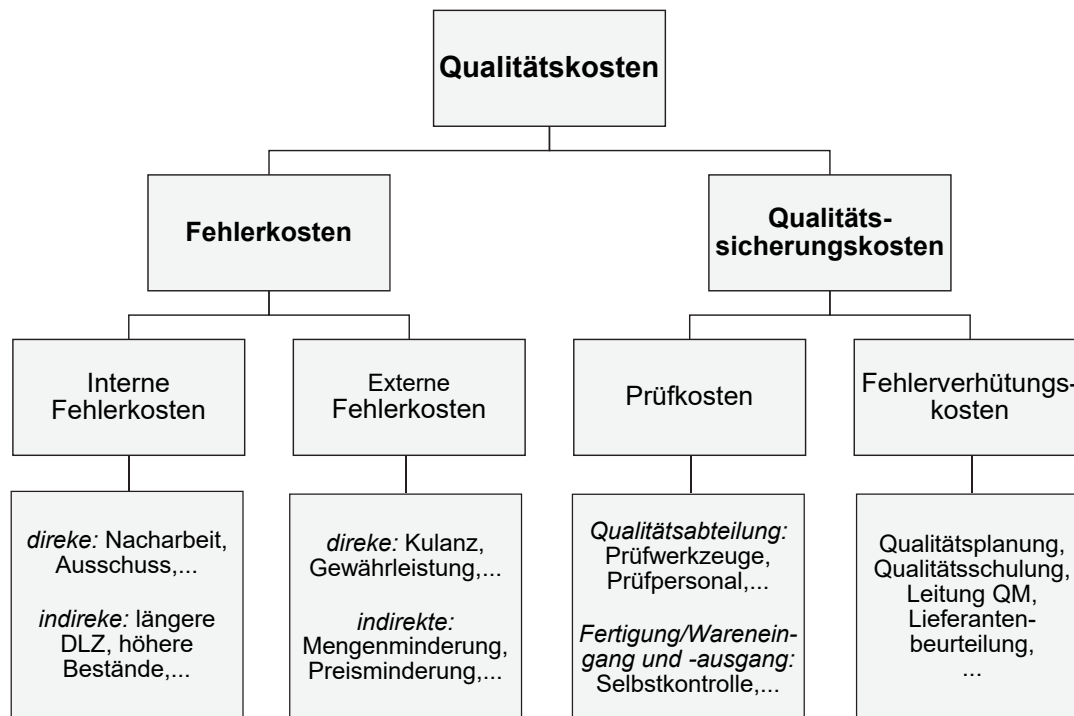 Qualitätskosten
Fehlerkosten
Qualitäts-
sicherungskosten
Interne
Fehlerkosten
Externe
Fehlerkosten
Prüfkosten
Fehlerverhütungs-
kosten
direke: Nacharbeit,
Ausschuss,...
indireke: längere
DLZ, höhere
Bestände,...
direke: Kulanz,
Gewährleistung,...
indirekte:
Mengenminderung,
Preisminderung,...
Qualitätsabteilung:
Prüfwerkzeuge,
Prüfpersonal,...
Fertigung/Warenein-
gang und -ausgang:
Selbstkontrolle,...
Qualitätsplanung,
Qualitätsschulung,
Leitung QM,
Lieferanten-
beurteilung,
...